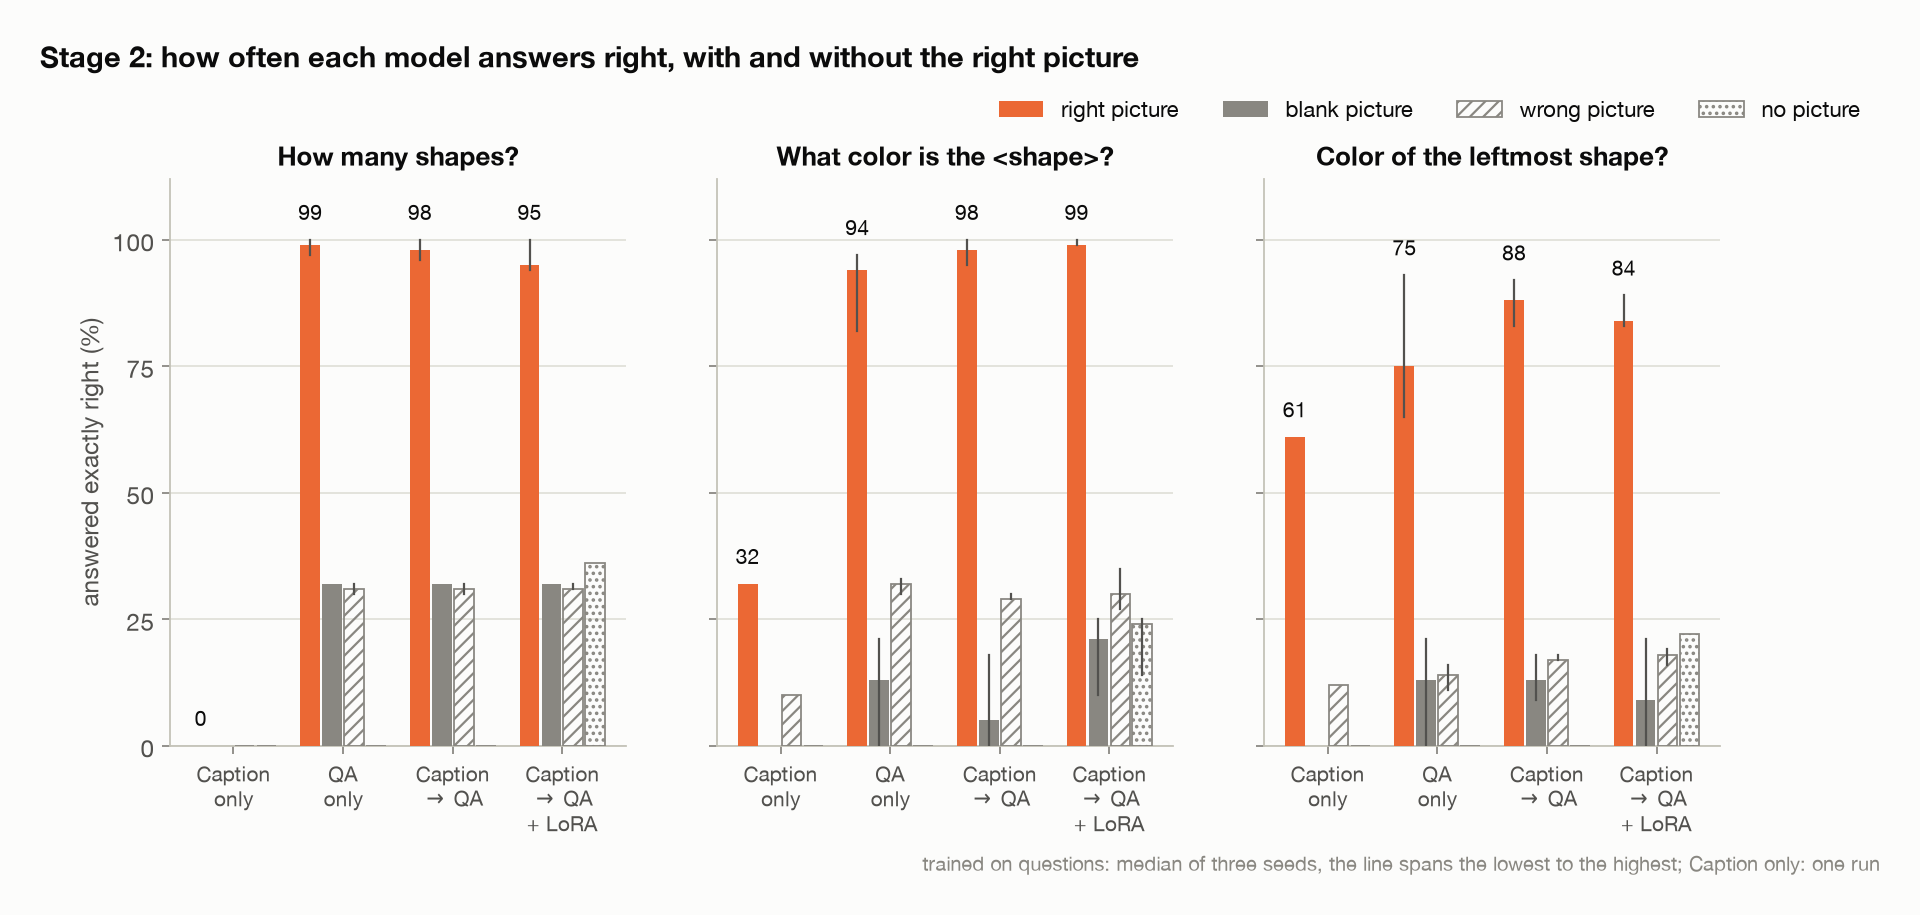 Stage 2: how often each model answers right, with and without the right picture
right picture
blank picture
wrong picture
no picture
How many shapes?
What color is the <shape>?
Color of the leftmost shape?
answered exactly right (%)
100
75
50
25
0
0
99
98
95
32
94
98
99
61
75
88
84
Caption
only
QA
only
Caption
→ QA
Caption
→ QA
+ LoRA
Caption
only
QA
only
Caption
→ QA
Caption
→ QA
+ LoRA
Caption
only
QA
only
Caption
→ QA
Caption
→ QA
+ LoRA
trained on questions: median of three seeds, the line spans the lowest to the highest; Caption only: one run